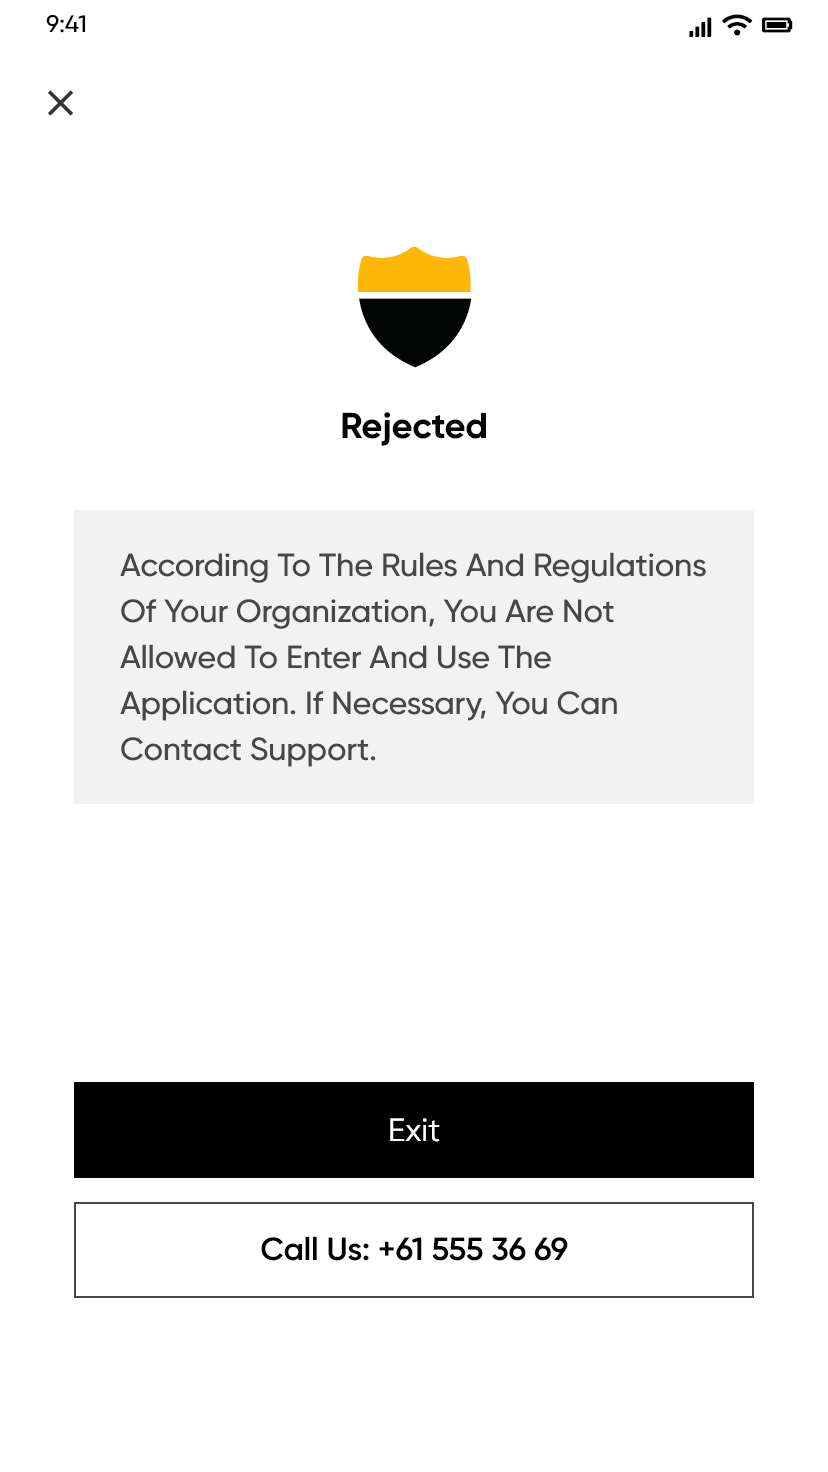 9:41
Rejected
According To The Rules And Regulations
Of Your Organization, You Are Not
Allowed To Enter And Use The
Application. If Necessary, You Can
Contact Support.
Exit
Call Us: +61 555 36 69